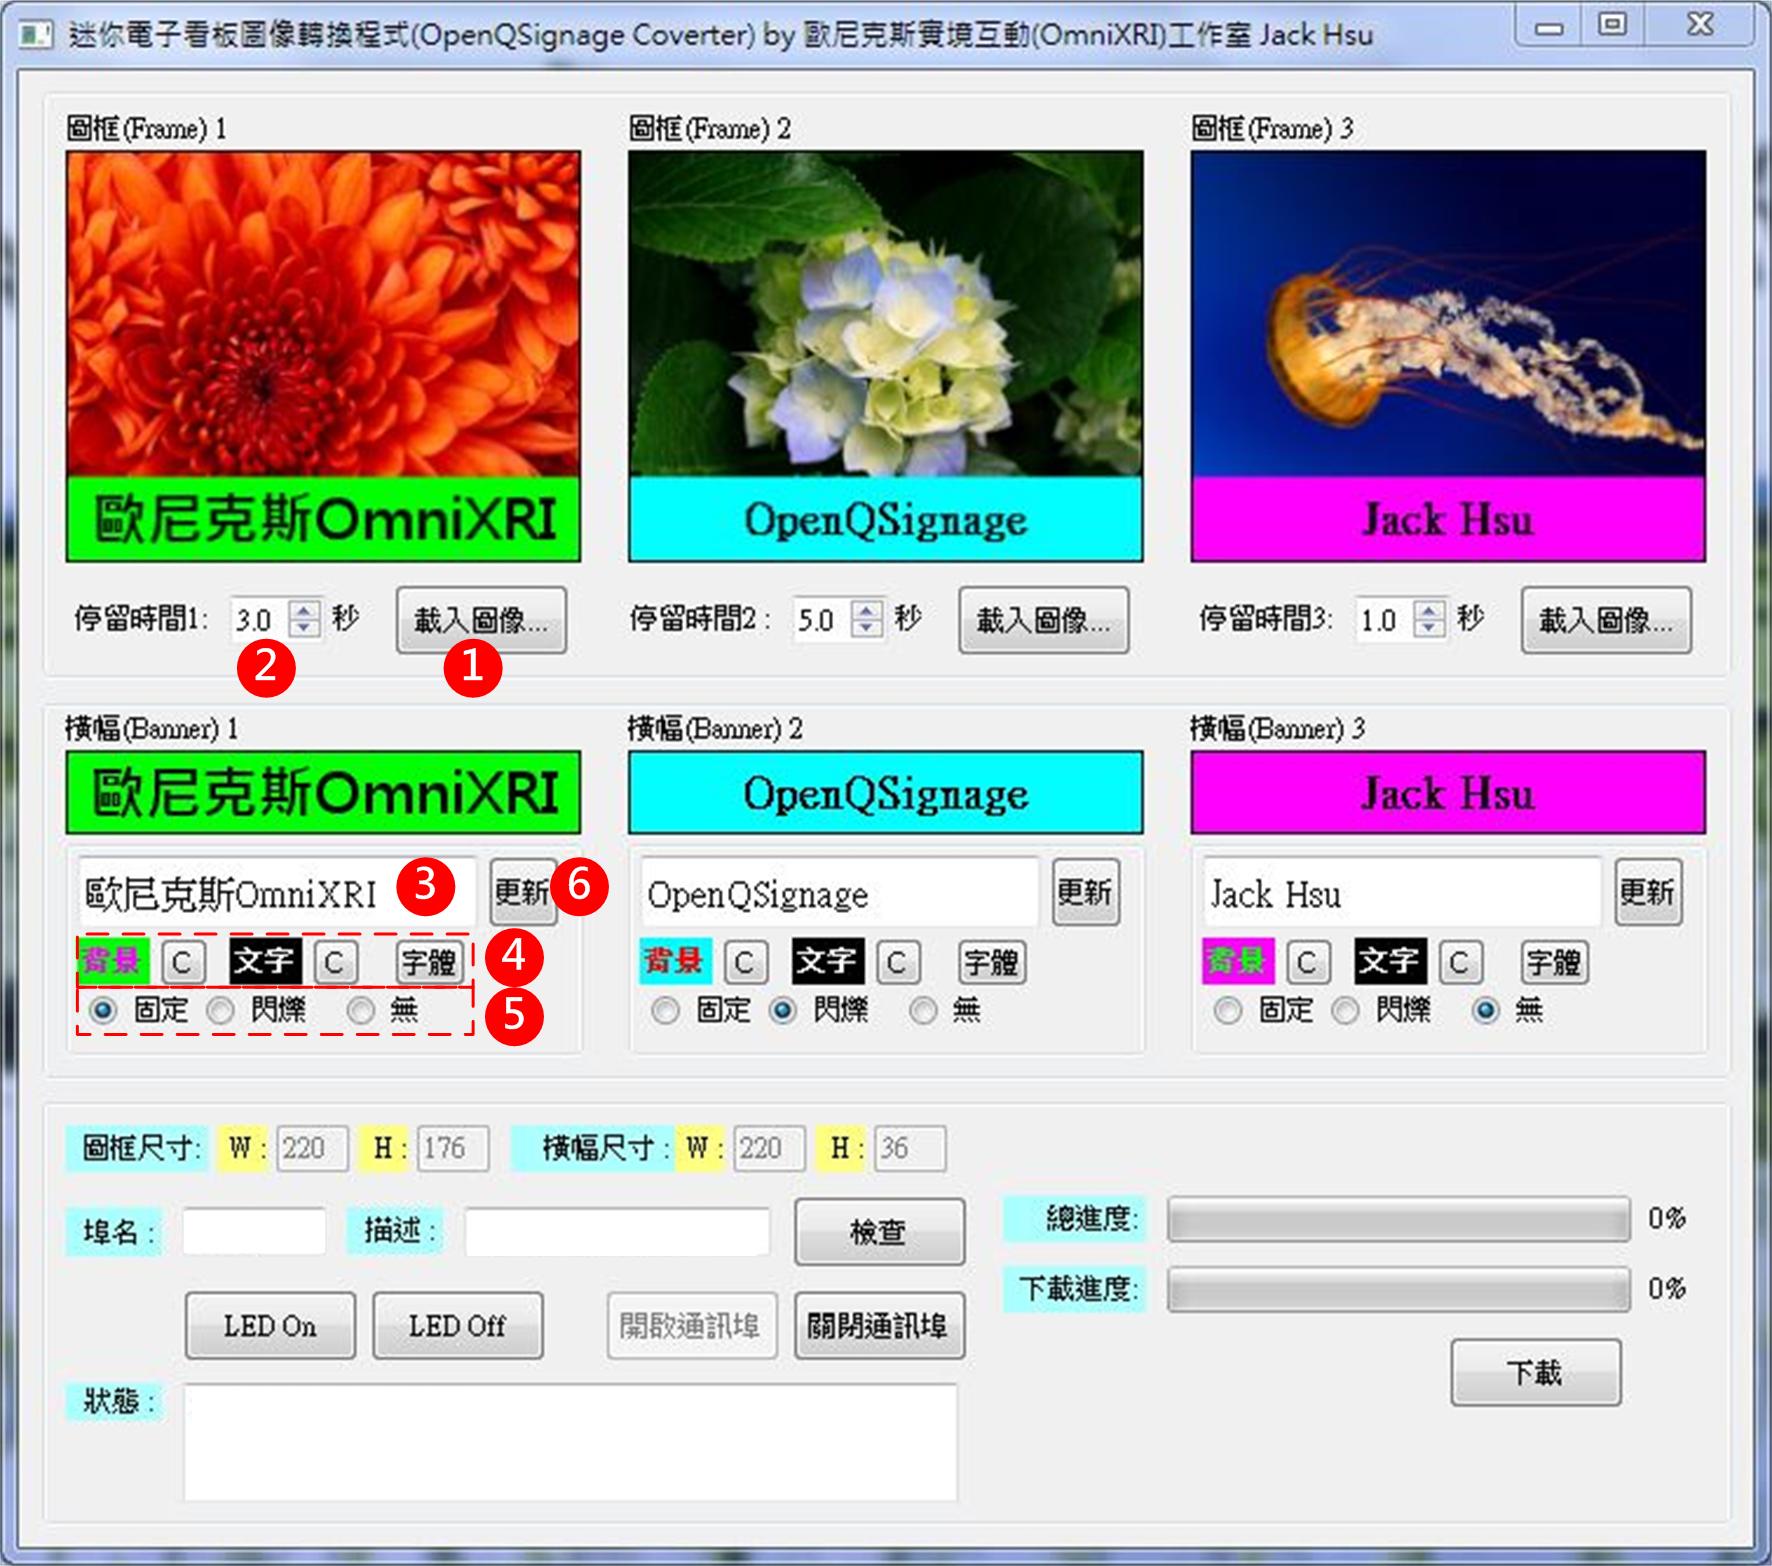 迷你電子看板圖像轉換程式(OpenQSignage Coverter) by 歐尼克斯實境互動(OmniXRI)工作室 Jack Hsu
圖框(Frame) 1
圖框(Frame) 2
圖框(Frame) 3
歐尼克斯OmniXRI
OpenQSignage
Jack Hsu
停留時間1: 3.0 秒 載入圖像...
停留時間2 : 5.0 秒 載入圖像...
停留時間3: 1.0 秒 載入圖像...
2 1
橫幅(Banner) 1
橫幅(Banner) 2
橫幅(Banner) 3
歐尼克斯OmniXRI
OpenQSignage
Jack Hsu
歐尼克斯OmniXRI 3 更新 6
OpenQSignage 更新
Jack Hsu 更新
背景 C 文字 C 字體 4
背景 C 文字 C 字體
背景 C 文字 C 字體
固定 閃爍 無 5
固定 閃爍 無
固定 閃爍 無
圖框尺寸: W : 220 H : 176 橫幅尺寸 : W : 220 H : 36
埠名 : 描述 : 檢查
總進度: 0%
LED On LED Off 開啟通訊埠 關閉通訊埠
下載進度: 0%
下載
狀態 :